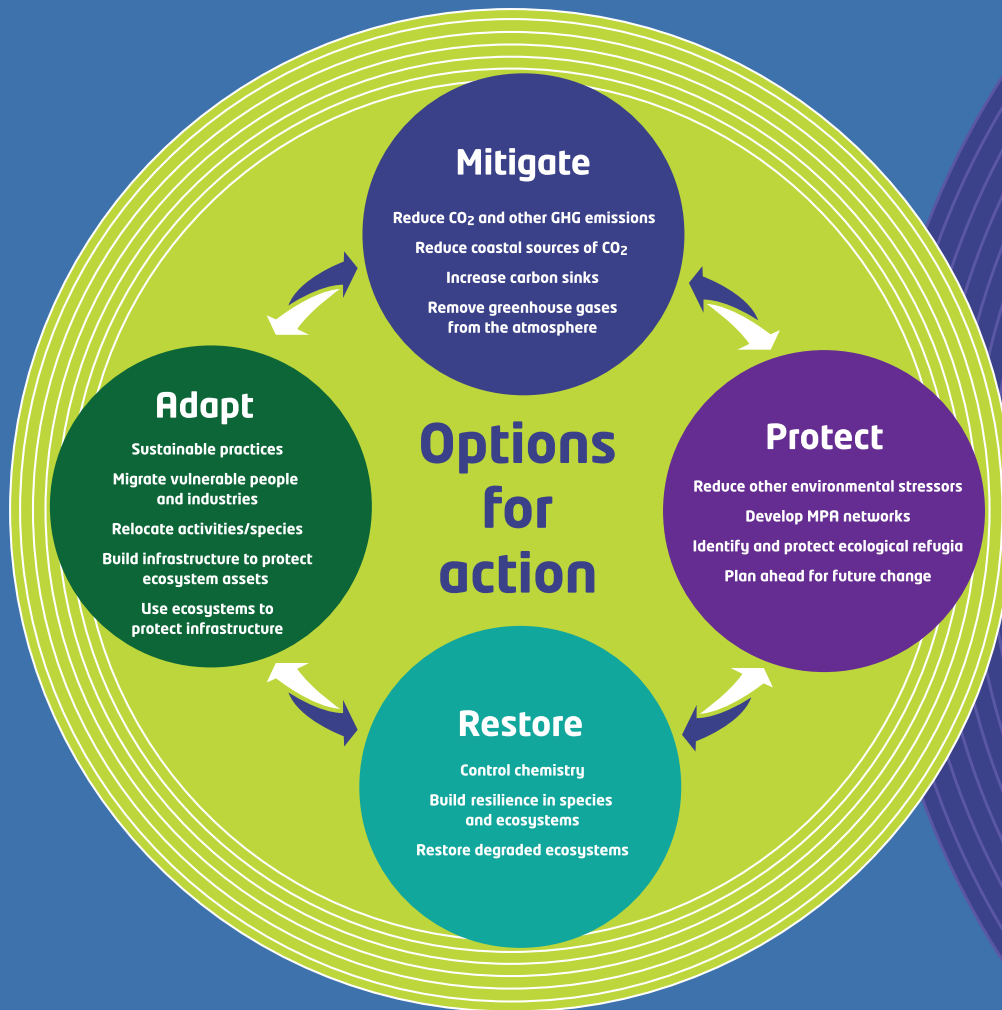 Mitigate
Reduce CO₂ and other GHG emissions
Reduce coastal sources of CO₂
Increase carbon sinks
Remove greenhouse gases
from the atmosphere
Adapt
Sustainable practices
Migrate vulnerable people
and industries
Relocate activities/species
Build infrastructure to protect
ecosystem assets
Use ecosystems to
protect infrastructure
Options
for
action
Protect
Reduce other environmental stressors
Develop MPA networks
Identify and protect ecological refugia
Plan ahead for future change
Restore
Control chemistry
Build resilience in species
and ecosystems
Restore degraded ecosystems